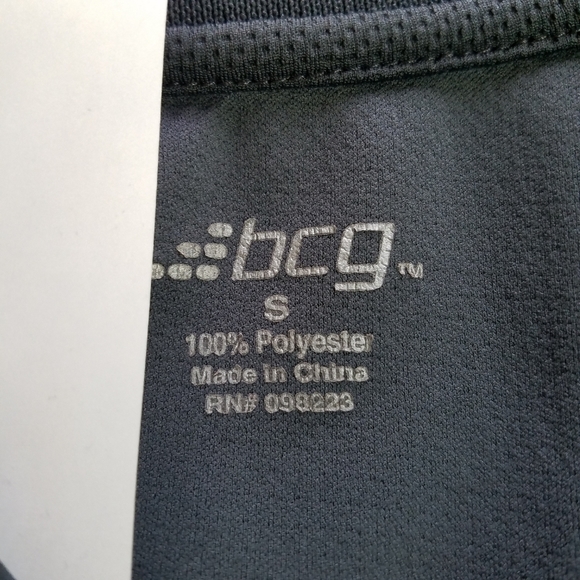 bcg™
S
100% Polyester
Made In China
RN# 098223